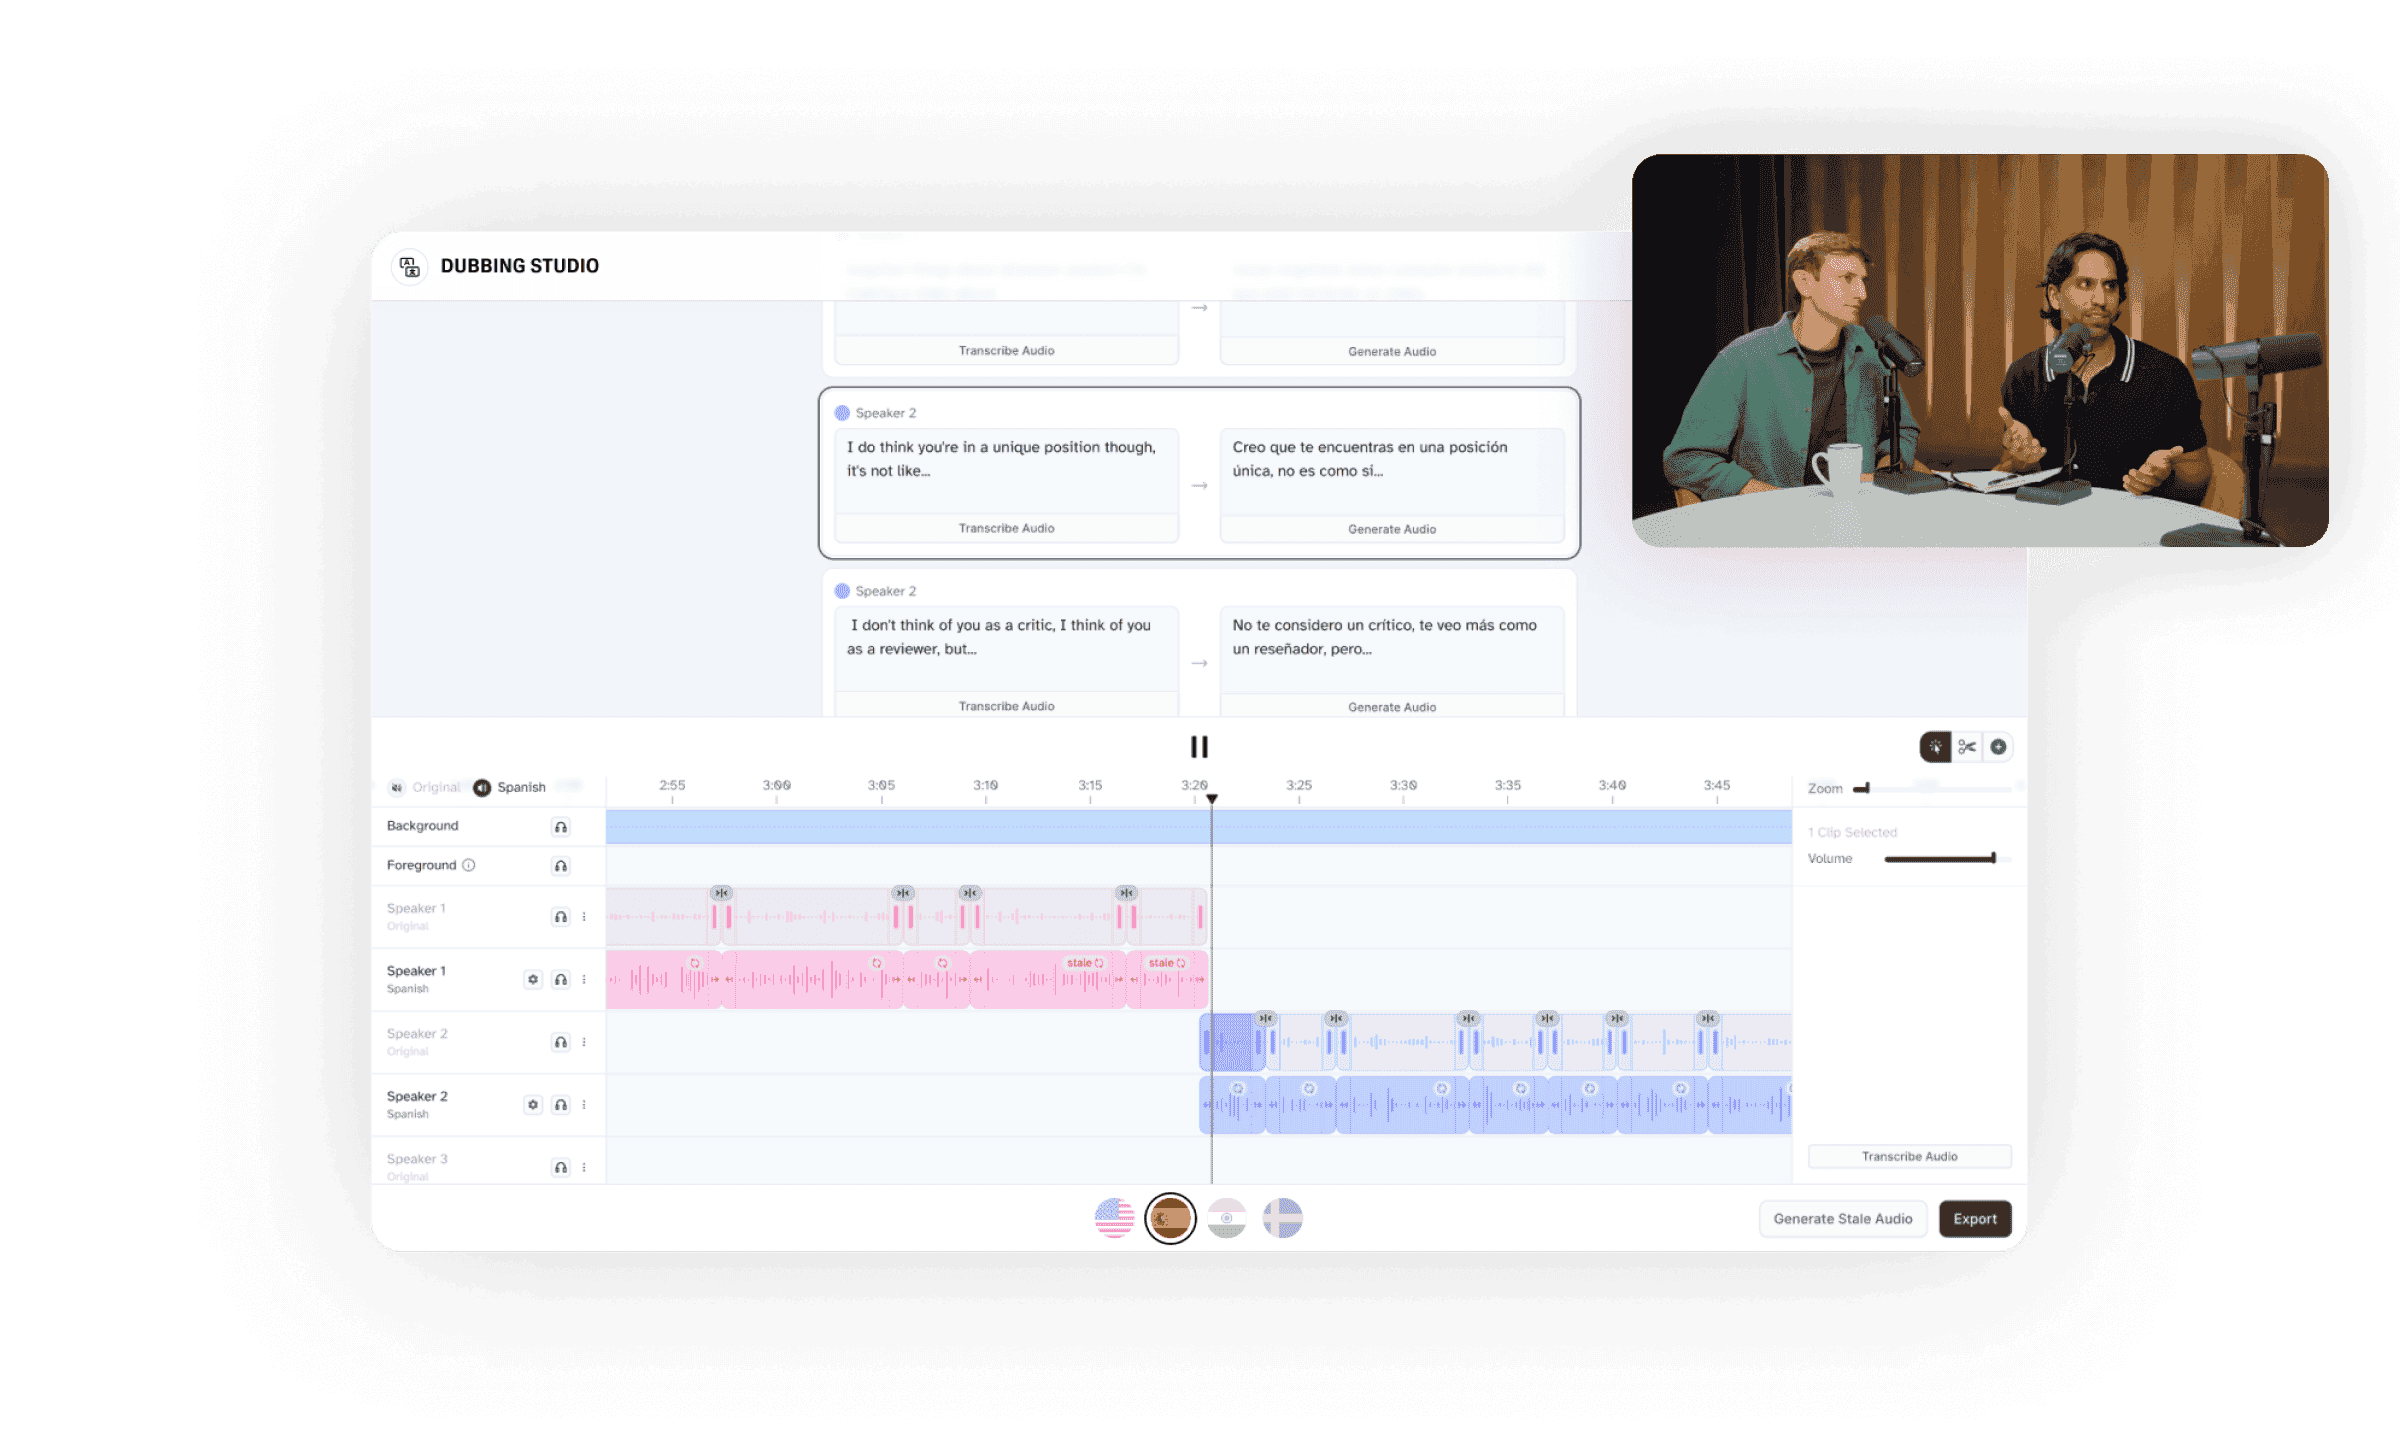 DUBBING STUDIO
Transcribe Audio
Generate Audio
Speaker 2
I do think you're in a unique position though,
it's not like...
Creo que te encuentras en una posición
única, no es como si...
Transcribe Audio
Generate Audio
Speaker 2
I don't think of you as a critic, I think of you
as a reviewer, but...
No te considero un crítico, te veo más como
un reseñador, pero...
Transcribe Audio
Generate Audio
Original
Spanish
2:55
3:00
3:05
3:10
3:15
3:20
3:25
3:30
3:35
3:40
3:45
Zoom
Background
1 Clip Selected
Volume
Foreground
Speaker 1
Original
Speaker 1
Spanish
stale
stale
Speaker 2
Original
Speaker 2
Spanish
Speaker 3
Original
Transcribe Audio
Generate Stale Audio
Export